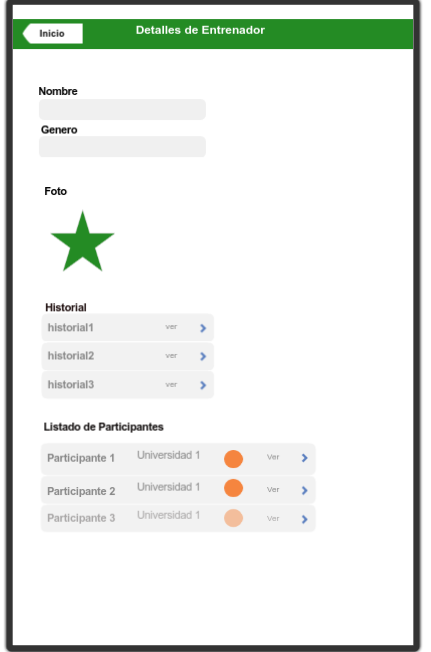 Inicio Detalles de Entrenador
Nombre
Genero
Foto
Historial
historial1 ver
historial2 ver
historial3 ver
Listado de Participantes
Participante 1 Universidad 1 Ver
Participante 2 Universidad 1 Ver
Participante 3 Universidad 1 Ver